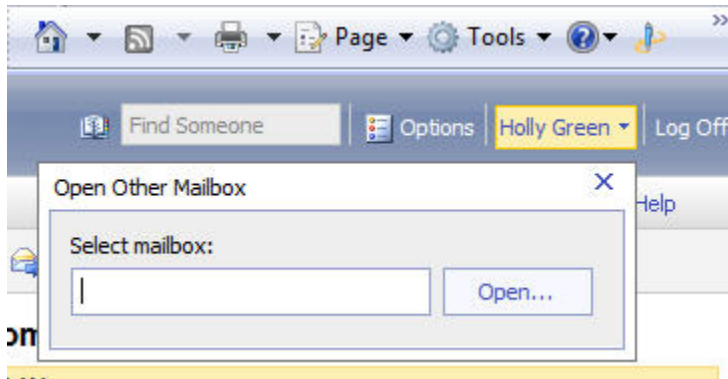 Page Tools
Find Someone Options Holly Green Log Off
Open Other Mailbox
Help
Select mailbox:
Open...